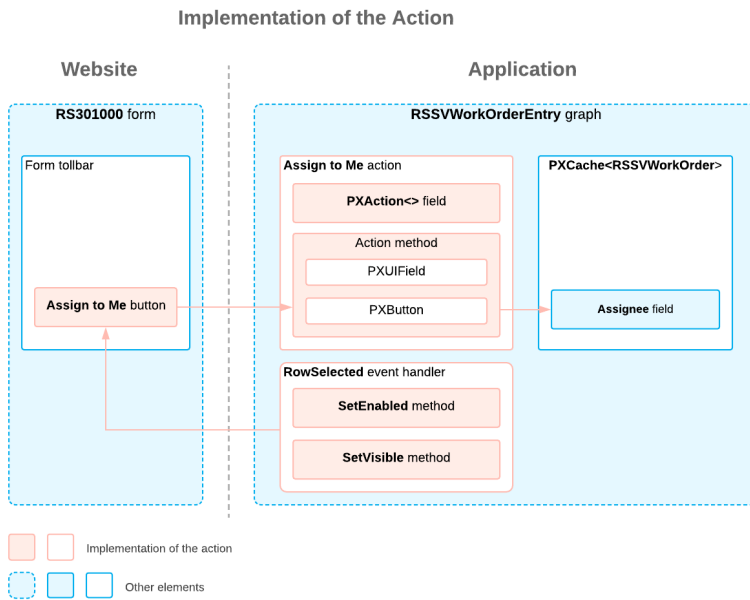 Implementation of the Action
Website
Application
RS301000 form
RSSVWorkOrderEntry graph
Form tollbar
Assign to Me button
Assign to Me action
PXAction<> field
Action method
PXUIField
PXButton
PXCache<RSSVWorkOrder>
Assignee field
RowSelected event handler
SetEnabled method
SetVisible method
Implementation of the action
Other elements